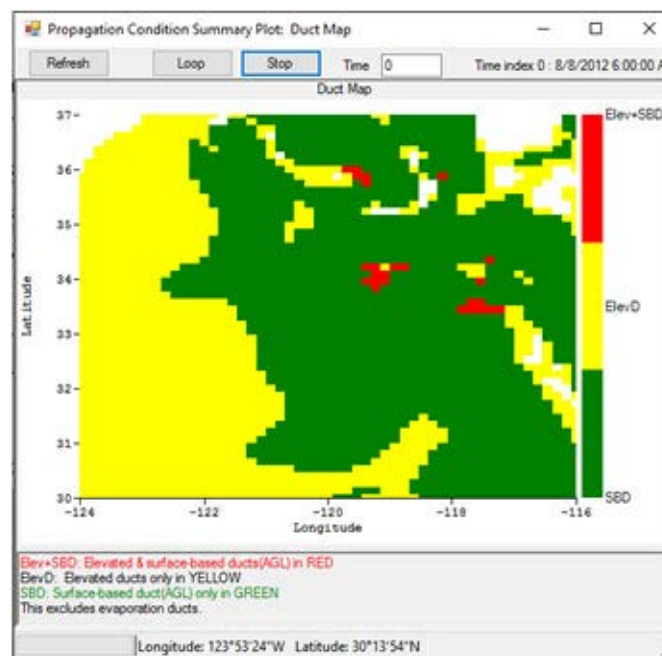 Propagation Condition Summary Plot: Duct Map
Refresh Loop Stop Time 0 Time index 0 : 8/8/2012 6:00:00 A
Duct Map
37
36
35
34
33
32
31
30
Latitude
-124 -122 -120 -118 -116
Longitude
Elev+SBD
ElevD
SBD
Elev+SBD: Elevated & surface-based ducts(AGL) in RED
ElevD: Elevated ducts only in YELLOW
SBD: Surface-based duct(AGL) only in GREEN
This excludes evaporation ducts.
Longitude: 123°53'24"W Latitude: 30°13'54"N